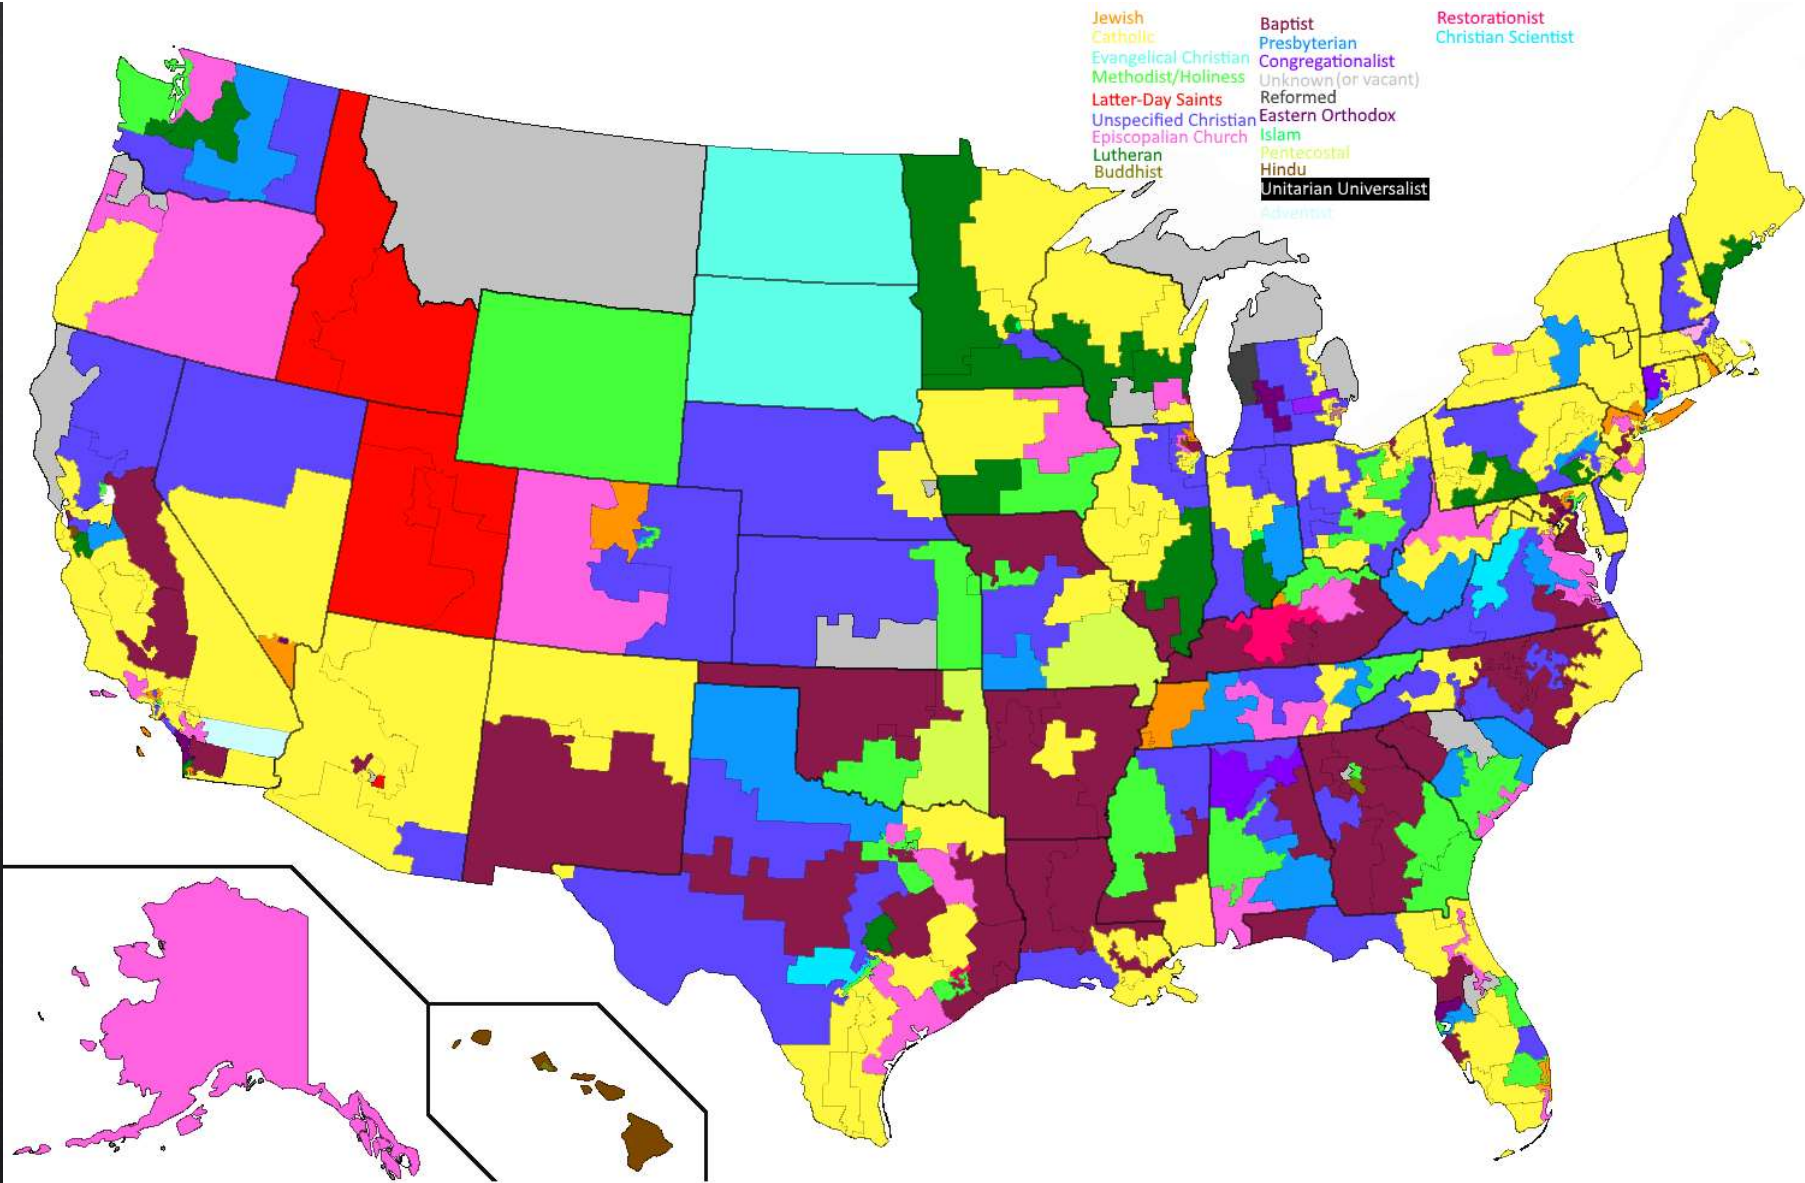 Jewish
Catholic
Evangelical Christian
Methodist/Holiness
Latter-Day Saints
Unspecified Christian
Episcopalian Church
Lutheran
Buddhist
Baptist
Presbyterian
Congregationalist
Unknown (or vacant)
Reformed
Eastern Orthodox
Islam
Pentecostal
Hindu
Unitarian Universalist
Adventist
Restorationist
Christian Scientist